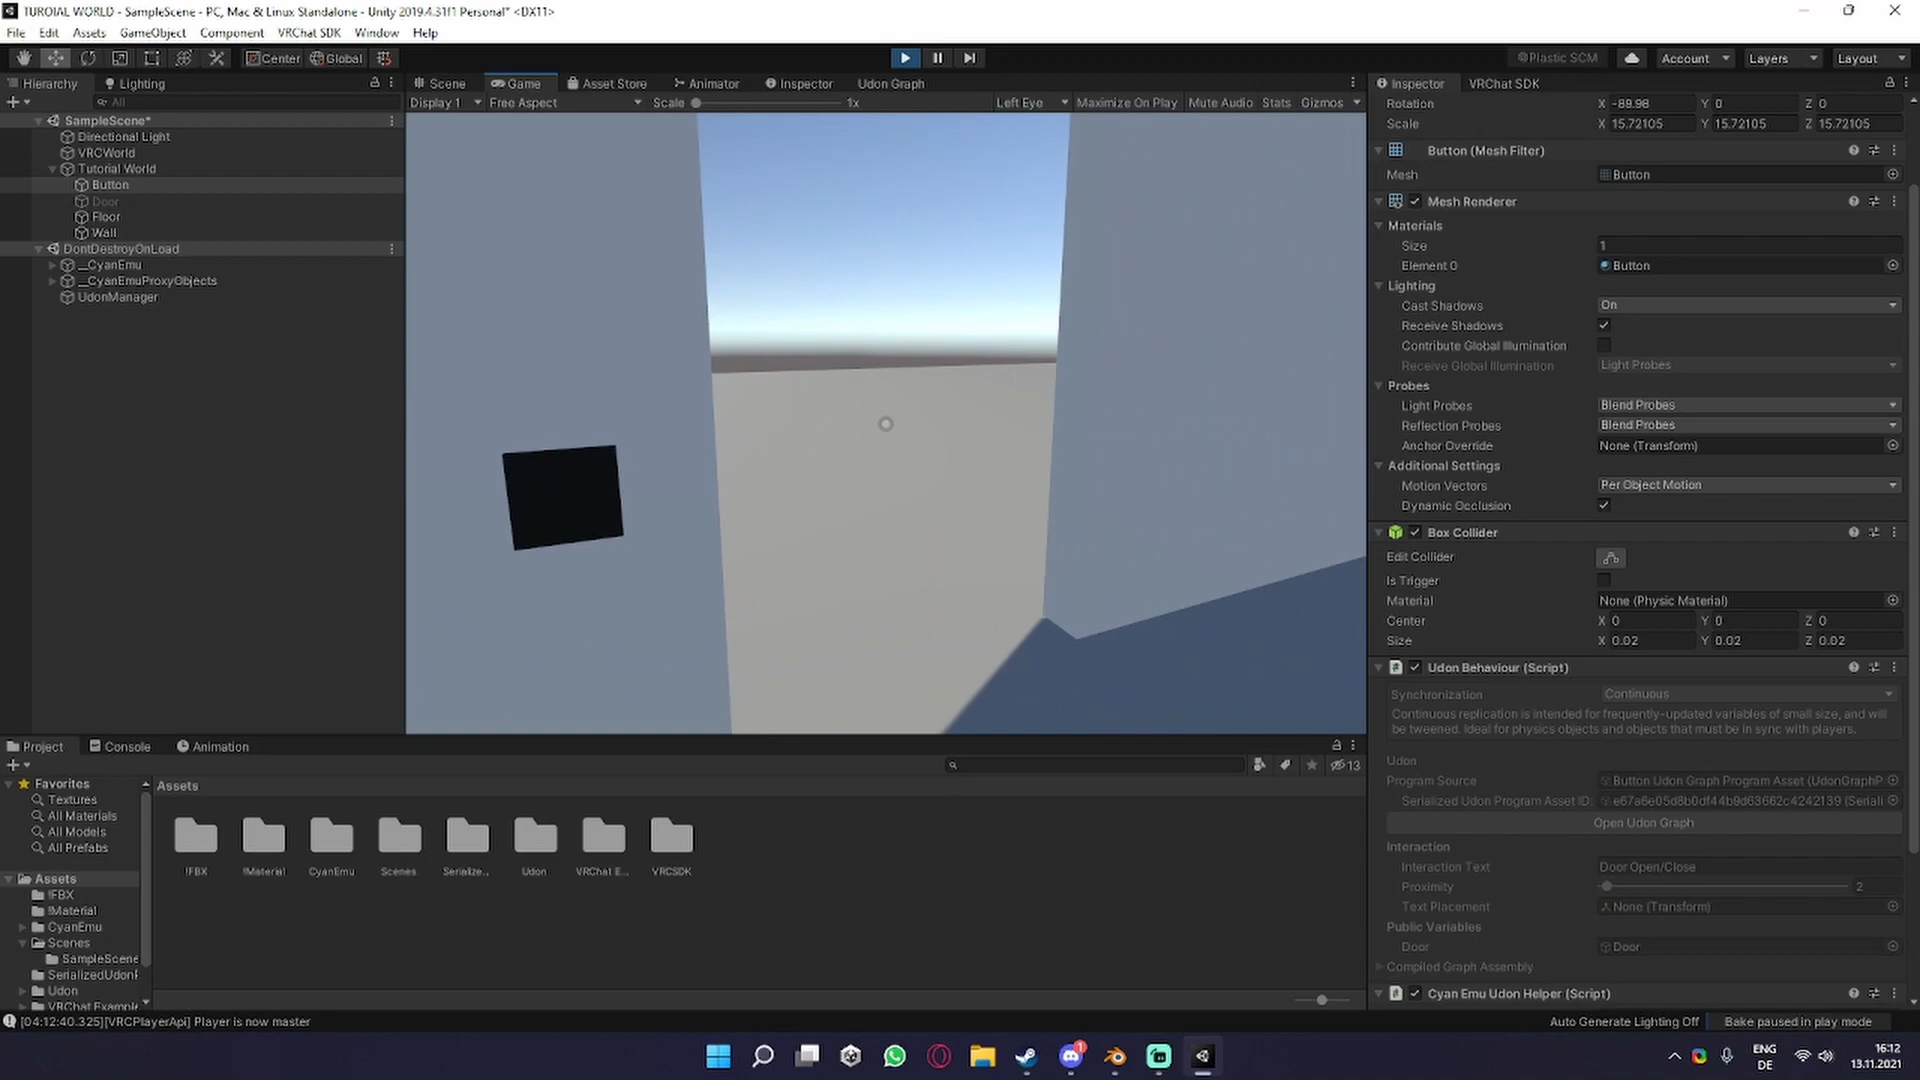 TUROIAL WORLD - SampleScene - PC, Mac & Linux Standalone - Unity 2019.4.31f1 Personal* <DX11>
File Edit Assets GameObject Component VRChat SDK Window Help
Center Global Plastic SCM Account Layers Layout
Hierarchy Lighting
All
SampleScene*
Directional Light
VRCWorld
Tutorial World
Button
Door
Floor
Wall
DontDestroyOnLoad
__CyanEmu
__CyanEmuProxyObjects
UdonManager
Scene Game Asset Store Animator Inspector Udon Graph
Display 1 Free Aspect Scale 1x Left Eye Maximize On Play Mute Audio Stats Gizmos
Inspector VRChat SDK
Rotation X -89.98 Y 0 Z 0
Scale X 15.72105 Y 15.72105 Z 15.72105
Button (Mesh Filter)
Mesh Button
Mesh Renderer
Materials
Size 1
Element 0 Button
Lighting
Cast Shadows On
Receive Shadows
Contribute Global Illumination
Receive Global Illumination Light Probes
Probes
Light Probes Blend Probes
Reflection Probes Blend Probes
Anchor Override None (Transform)
Additional Settings
Motion Vectors Per Object Motion
Dynamic Occlusion
Box Collider
Edit Collider
Is Trigger
Material None (Physic Material)
Center X 0 Y 0 Z 0
Size X 0.02 Y 0.02 Z 0.02
Udon Behaviour (Script)
Synchronization Continuous
Continuous replication is intended for frequently-updated variables of small size, and will
be tweened. Ideal for physics objects and objects that must be in sync with players.
Udon
Program Source Button Udon Graph Program Asset (UdonGraphP
Serialized Udon Program Asset ID: e67a6e05d8b0df44b9d63662c4242139 (Seriali
Open Udon Graph
Interaction
Interaction Text Door Open/Close
Proximity 2
Text Placement None (Transform)
Public Variables
Door Door
Compiled Graph Assembly
Cyan Emu Udon Helper (Script)
Project Console Animation
13
Favorites
Textures
All Materials
All Models
All Prefabs
Assets
!FBX
!Material
CyanEmu
Scenes
SampleScene
SerializedUdonP
Udon
VRChat Example
Assets
!FBX !Material CyanEmu Scenes Serialize... Udon VRChat E... VRCSDK
[04:12:40.325][VRCPlayerApi] Player is now master
Auto Generate Lighting Off Bake paused in play mode
1
ENG
DE
16:12
13.11.2021